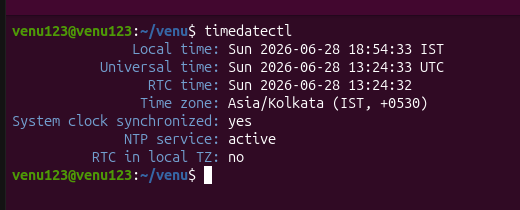 venu123@venu123:~/venu$ timedatectl
Local time: Sun 2026-06-28 18:54:33 IST
Universal time: Sun 2026-06-28 13:24:33 UTC
RTC time: Sun 2026-06-28 13:24:32
Time zone: Asia/Kolkata (IST, +0530)
System clock synchronized: yes
NTP service: active
RTC in local TZ: no
venu123@venu123:~/venu$